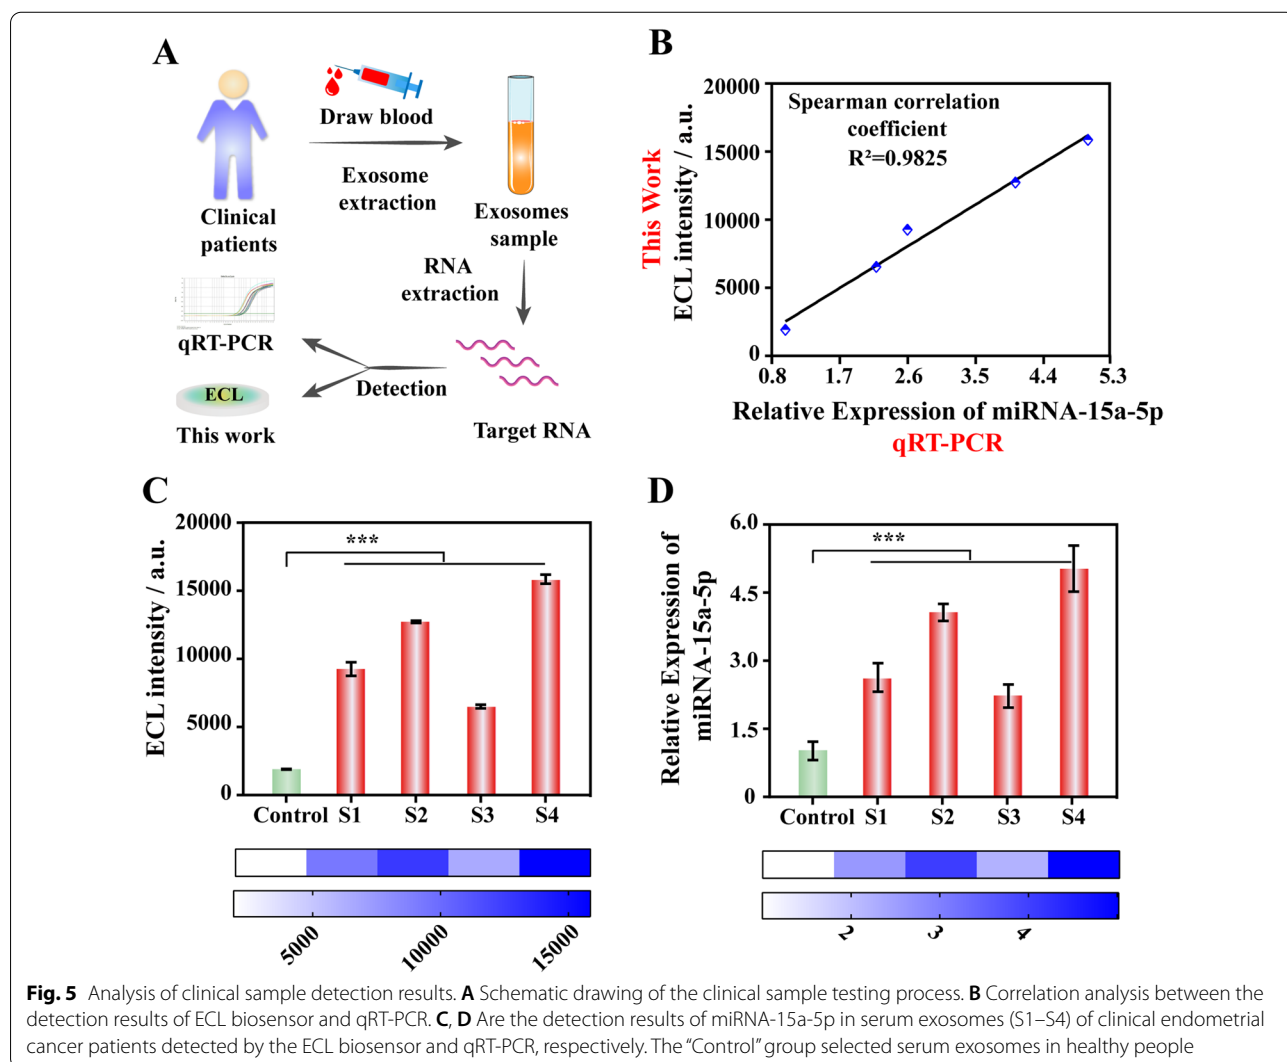 A
Draw blood
Exosome
extraction
Clinical
patients
Exosomes
sample
RNA
extraction
qRT-PCR
Detection
ECL
This work
Target RNA
B
This Work
ECL intensity / a.u.
20000
15000
10000
5000
0
Spearman correlation
coefficient
R²=0.9825
0.8 1.7 2.6 3.5 4.4 5.3
Relative Expression of miRNA-15a-5p
qRT-PCR
C
ECL intensity / a.u.
20000
15000
10000
5000
0
***
Control S1 S2 S3 S4
5000 10000 15000
D
Relative Expression of
miRNA-15a-5p
6.0
4.5
3.0
1.5
0
***
Control S1 S2 S3 S4
2 3 4
Fig. 5 Analysis of clinical sample detection results. A Schematic drawing of the clinical sample testing process. B Correlation analysis between the
detection results of ECL biosensor and qRT-PCR. C, D Are the detection results of miRNA-15a-5p in serum exosomes (S1–S4) of clinical endometrial
cancer patients detected by the ECL biosensor and qRT-PCR, respectively. The "Control" group selected serum exosomes in healthy people